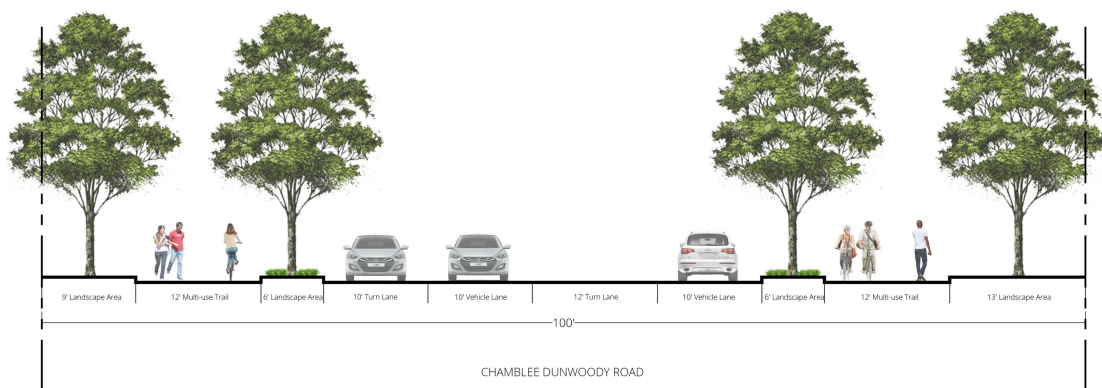 9' Landscape Area
12' Multi-use Trail
6' Landscape Area
10' Turn Lane
10' Vehicle Lane
12' Turn Lane
10' Vehicle Lane
6' Landscape Area
12' Multi-use Trail
13' Landscape Area
100'
CHAMBLEE DUNWOODY ROAD